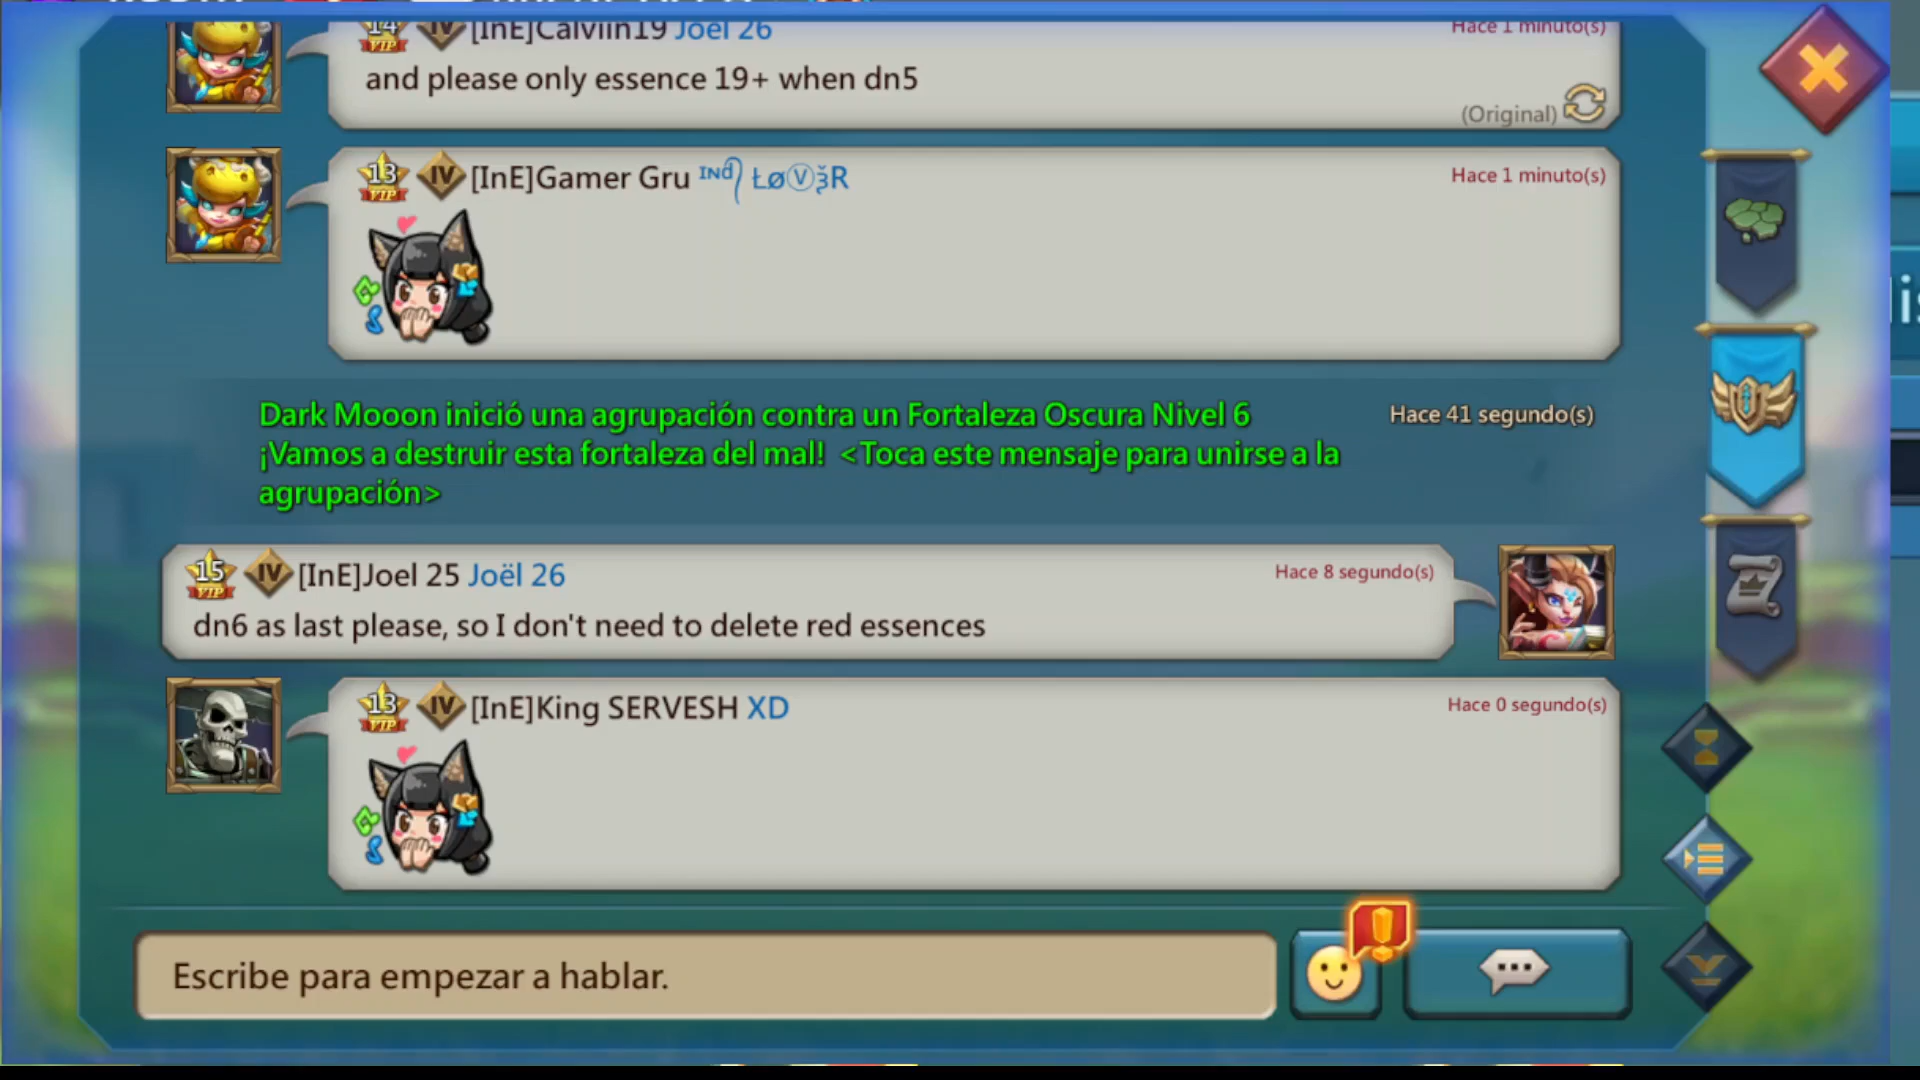 14 VIP IV [InE]Calviin19 Joël 26 Hace 1 minuto(s)
and please only essence 19+ when dn5
(Original)
13 VIP IV [InE]Gamer Gru Hace 1 minuto(s)
Dark Mooon inició una agrupación contra un Fortaleza Oscura Nivel 6 Hace 41 segundo(s)
¡Vamos a destruir esta fortaleza del mal! <Toca este mensaje para unirse a la
agrupación>
15 VIP IV [InE]Joel 25 Joël 26 Hace 8 segundo(s)
dn6 as last please, so I don't need to delete red essences
13 VIP IV [InE]King SERVESH XD Hace 0 segundo(s)
Escribe para empezar a hablar.